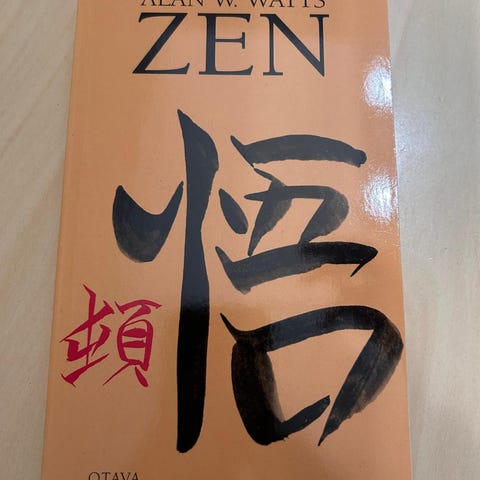 ALAN W. WATTS
ZEN
悟
頓
OTAVA